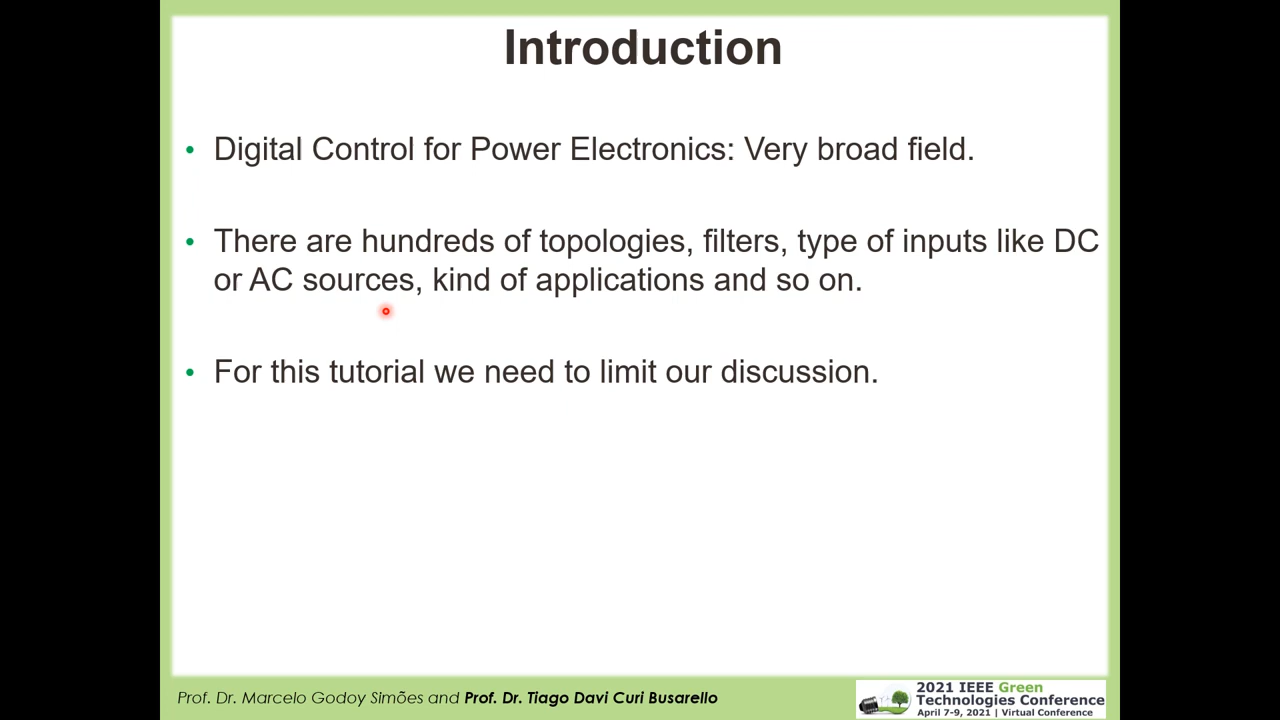 Introduction
• Digital Control for Power Electronics: Very broad field.
• There are hundreds of topologies, filters, type of inputs like DC
or AC sources, kind of applications and so on.
• For this tutorial we need to limit our discussion.
Prof. Dr. Marcelo Godoy Simões and Prof. Dr. Tiago Davi Curi Busarello
2021 IEEE Green
Technologies Conference
April 7-9, 2021 | Virtual Conference